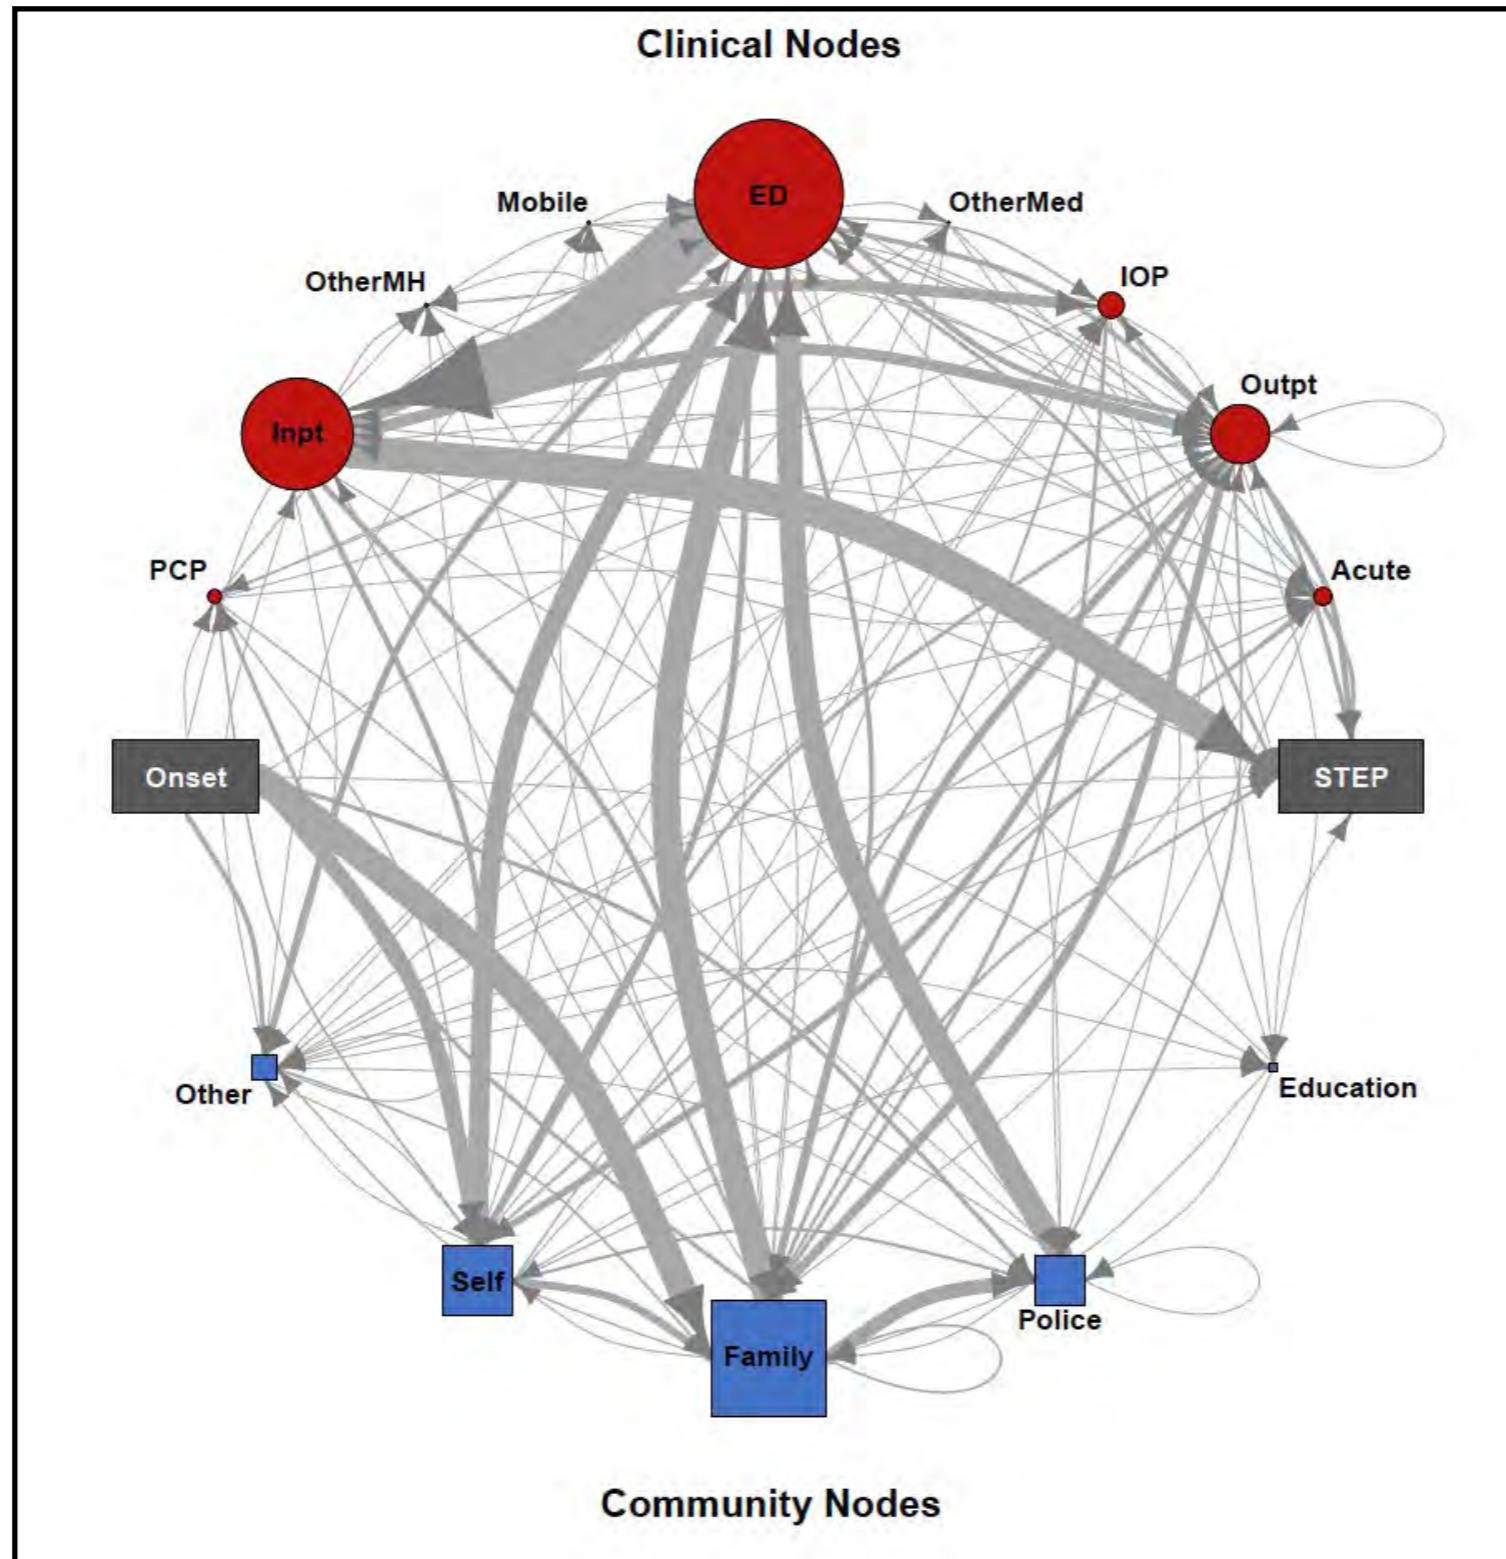 Clinical Nodes
ED
Mobile
OtherMed
OtherMH
IOP
Outpt
Inpt
PCP
Acute
Onset
STEP
Other
Education
Self
Police
Family
Community Nodes